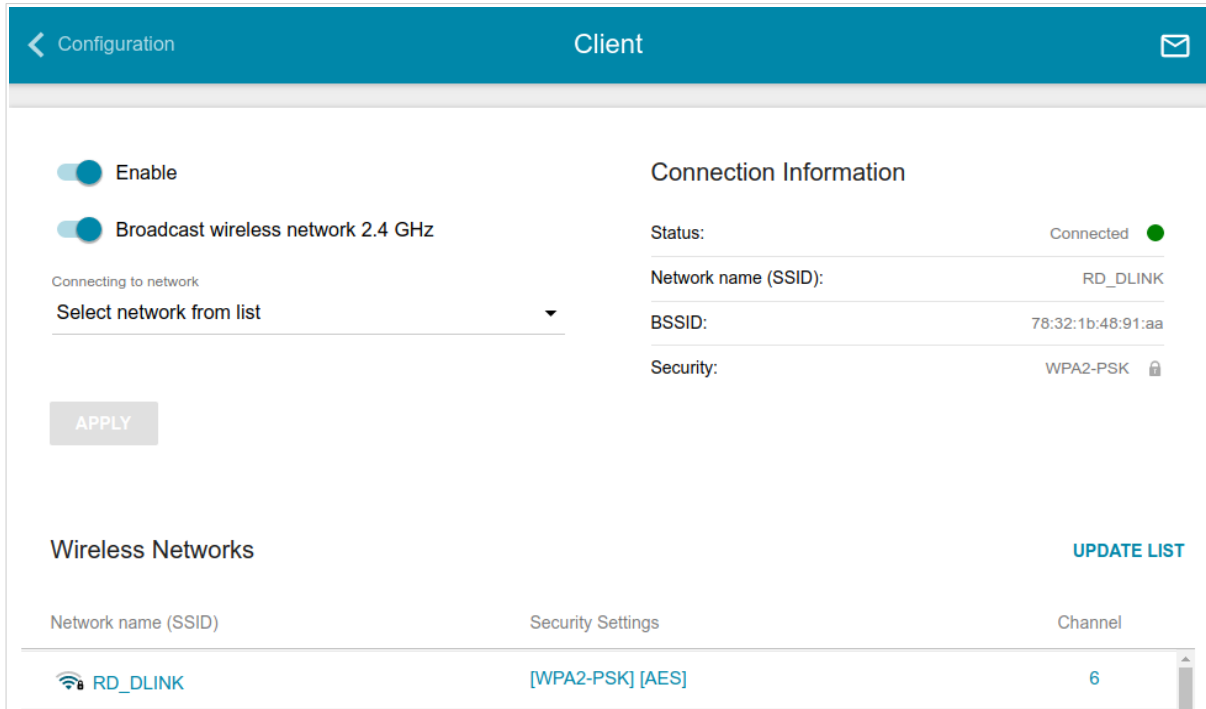 Configuration
Client
Enable
Broadcast wireless network 2.4 GHz
Connecting to network
Select network from list
APPLY
Connection Information
Status: Connected
Network name (SSID): RD_DLINK
BSSID: 78:32:1b:48:91:aa
Security: WPA2-PSK
Wireless Networks
UPDATE LIST
Network name (SSID) Security Settings Channel
RD_DLINK [WPA2-PSK] [AES] 6